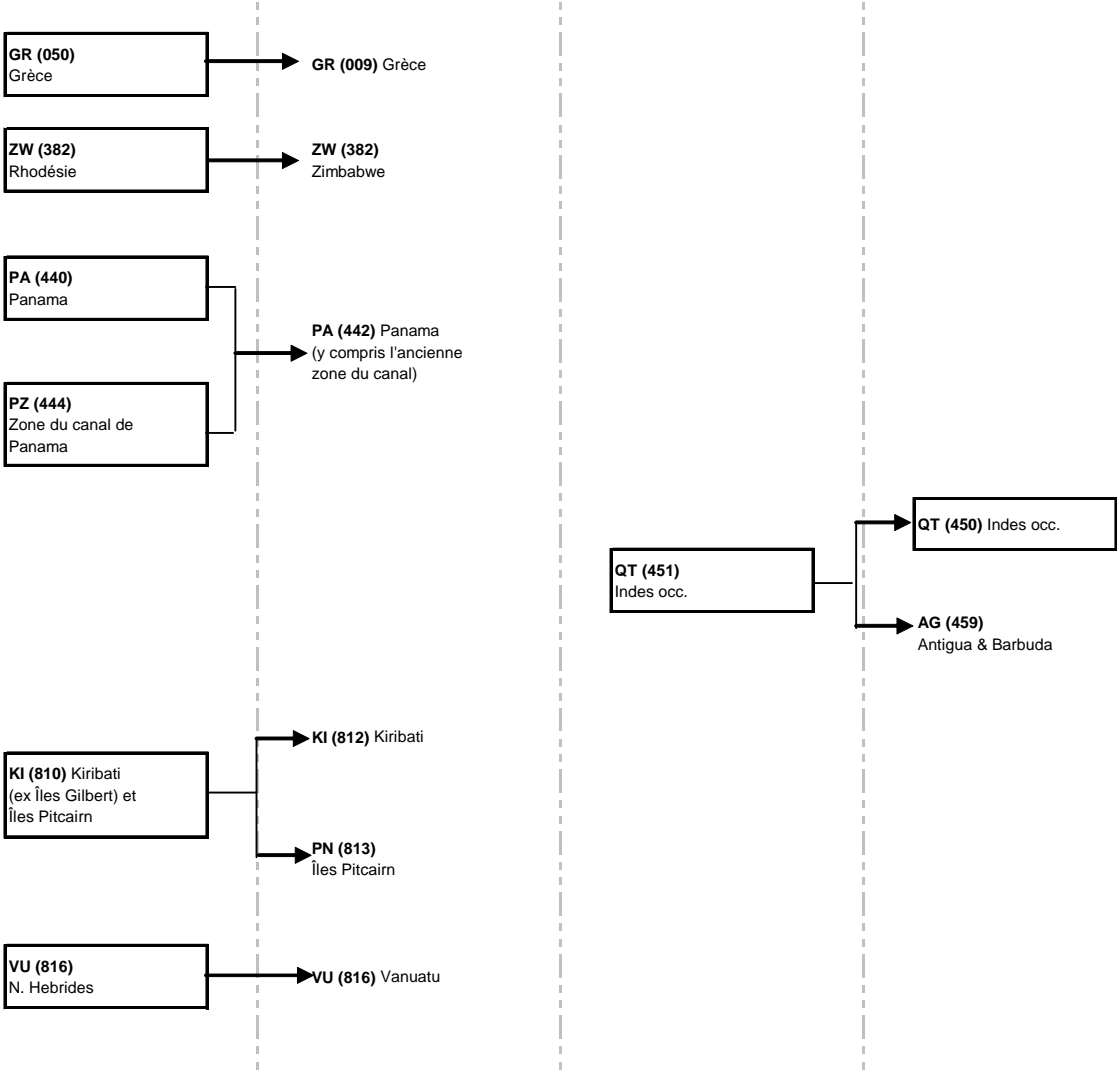 GR (050)
Grèce
GR (009) Grèce
ZW (382)
Rhodésie
ZW (382)
Zimbabwe
PA (440)
Panama
PA (442) Panama
(y compris l'ancienne
zone du canal)
PZ (444)
Zone du canal de
Panama
QT (450) Indes occ.
QT (451)
Indes occ.
AG (459)
Antigua & Barbuda
KI (812) Kiribati
KI (810) Kiribati
(ex Îles Gilbert) et
Îles Pitcairn
PN (813)
Îles Pitcairn
VU (816)
N. Hebrides
VU (816) Vanuatu